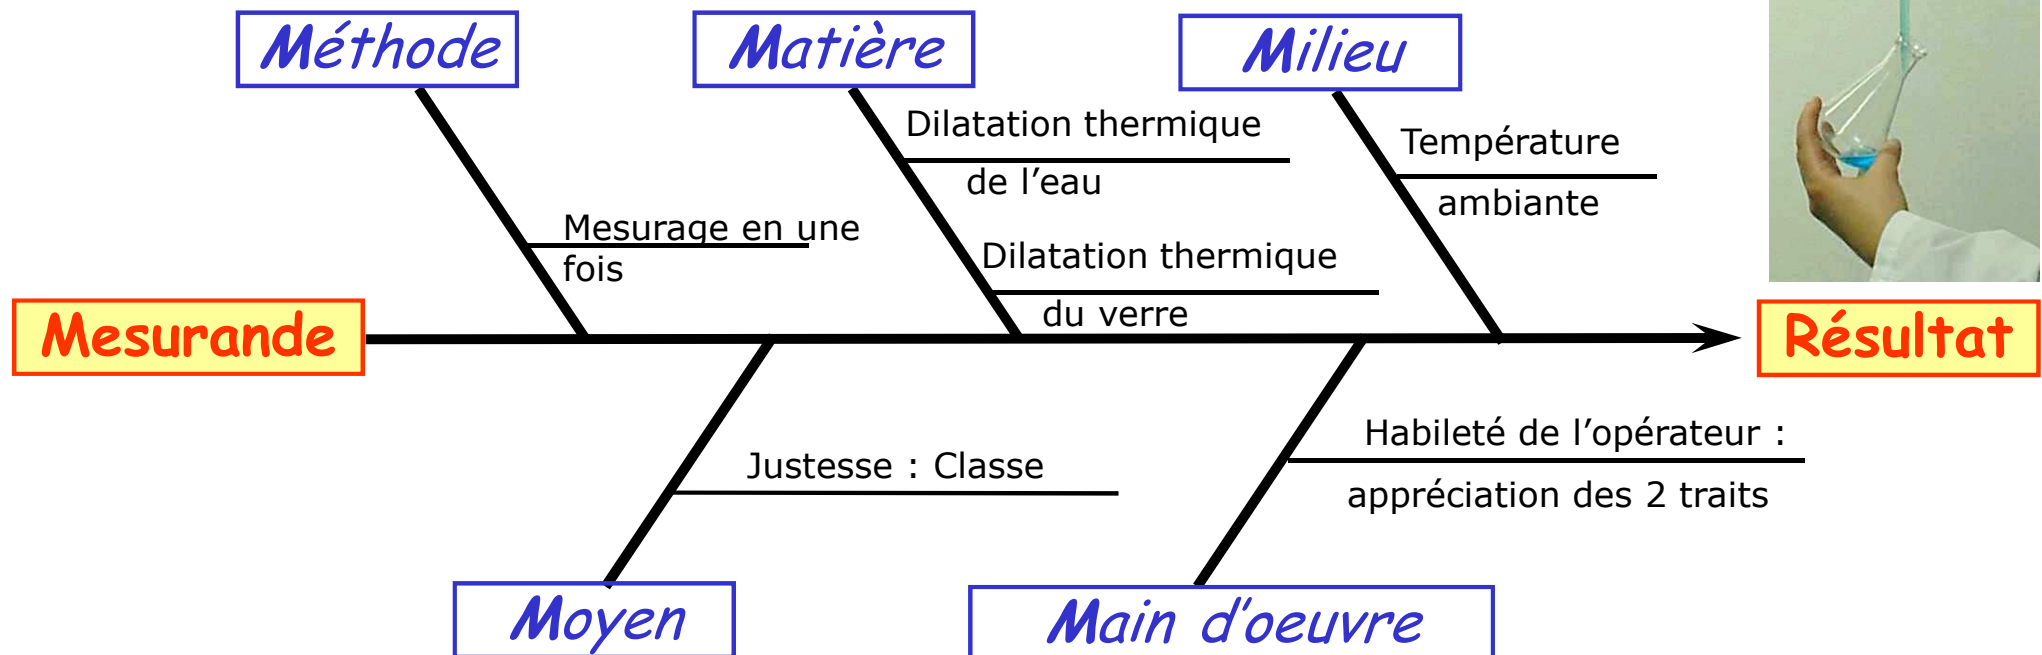 Méthode
Matière
Milieu
Dilatation thermique
de l’eau
Température
ambiante
Mesurage en une
fois
Dilatation thermique
du verre
Mesurande
Résultat
Justesse : Classe
Habileté de l’opérateur :
appréciation des 2 traits
Moyen
Main d’oeuvre